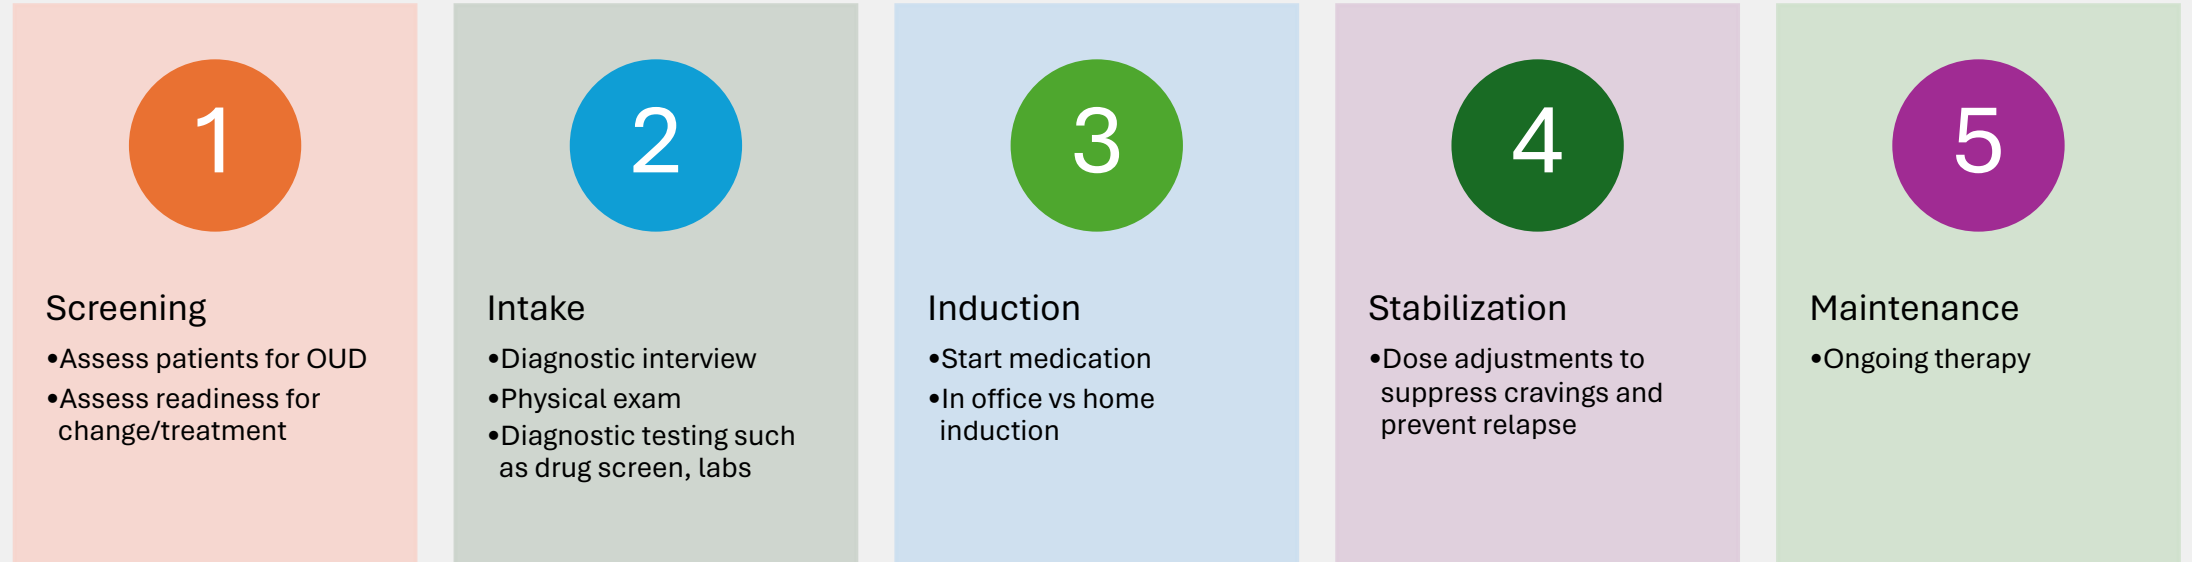 1
Screening
•Assess patients for OUD
•Assess readiness for
change/treatment
2
Intake
•Diagnostic interview
•Physical exam
•Diagnostic testing such
as drug screen, labs
3
Induction
•Start medication
•In office vs home
induction
4
Stabilization
•Dose adjustments to
suppress cravings and
prevent relapse
5
Maintenance
•Ongoing therapy